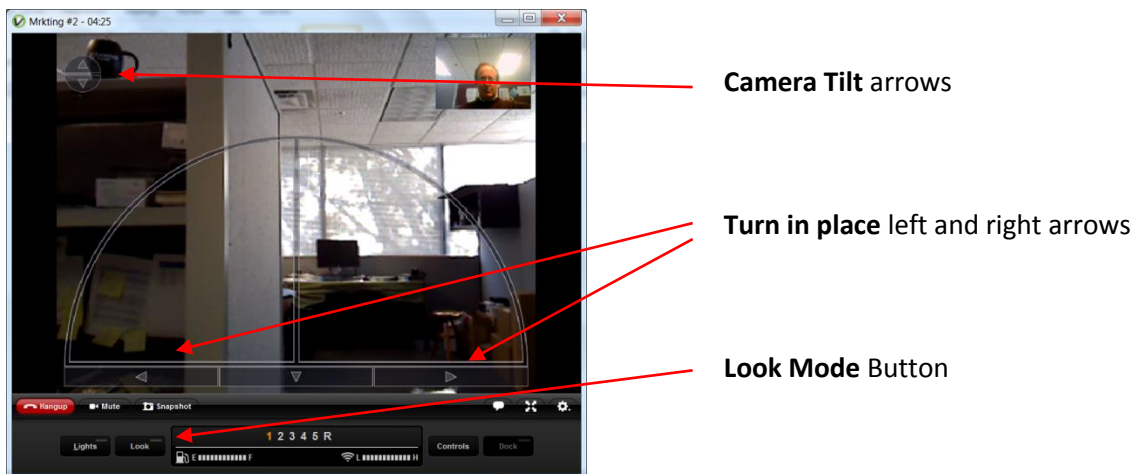 Mrkting #2 - 04:25
Camera Tilt arrows
Turn in place left and right arrows
Look Mode Button
Hangup Mute Snapshot
Lights Look 1 2 3 4 5 R Controls Dock
E F L H